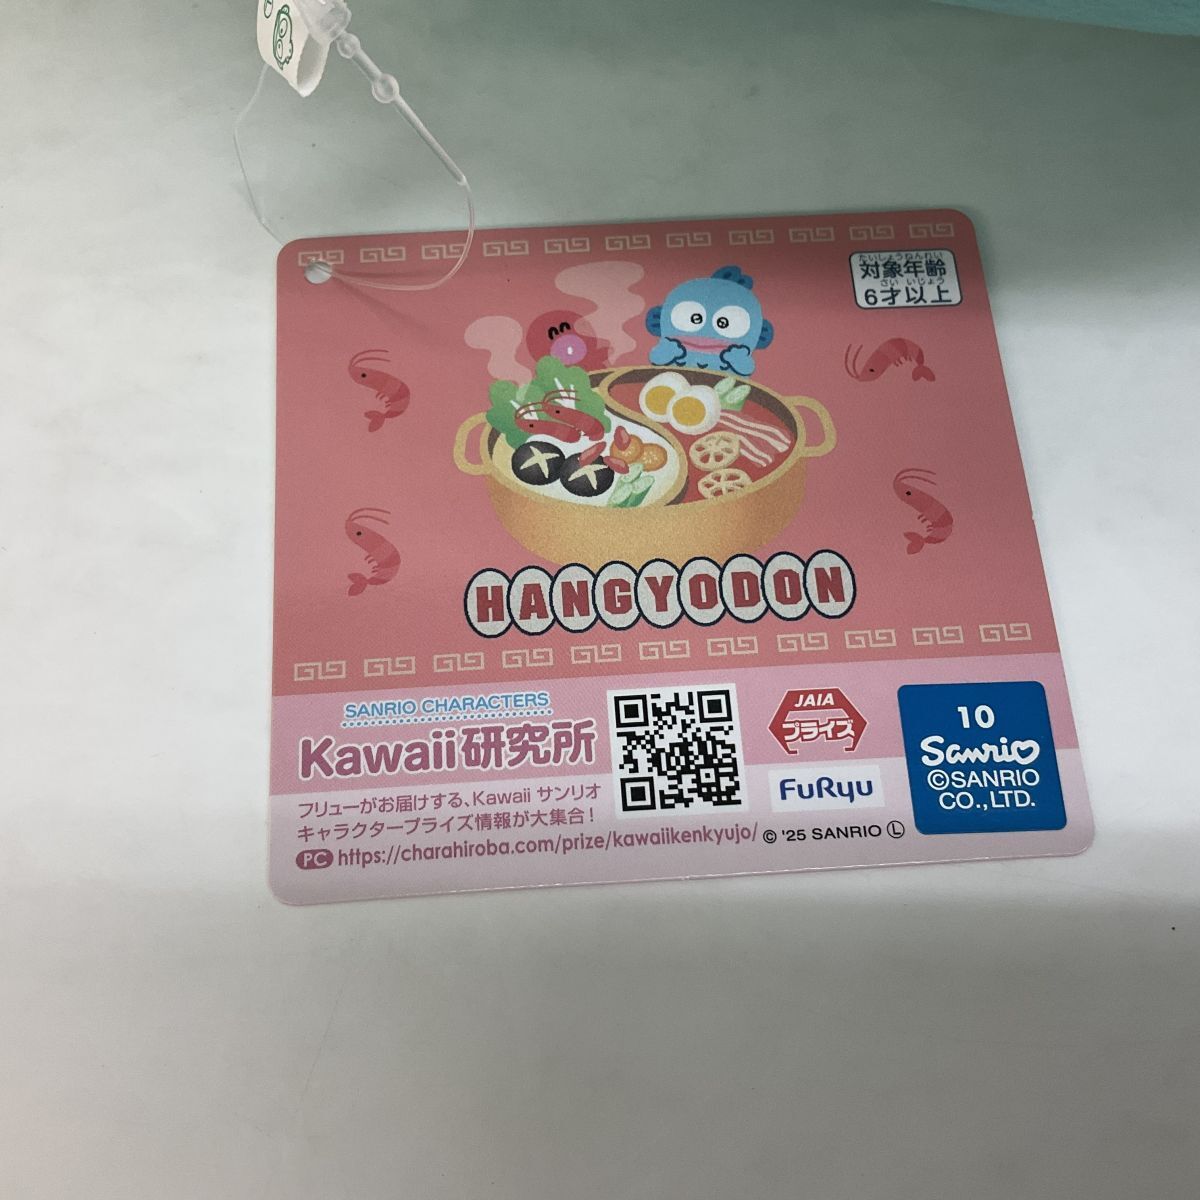 たいしょうねんれい
対象年齢
さい いじょう
6才以上
HANGYODON
SANRIO CHARACTERS
Kawaii研究所
フリューがお届けする、Kawaii サンリオ
キャラクタープライズ情報が大集合！
PC https://charahiroba.com/prize/kawaiikenkyujo/
JAIA
プライズ
FuRyu
© '25 SANRIO Ⓛ
10
Sanrio
©SANRIO
CO.,LTD.